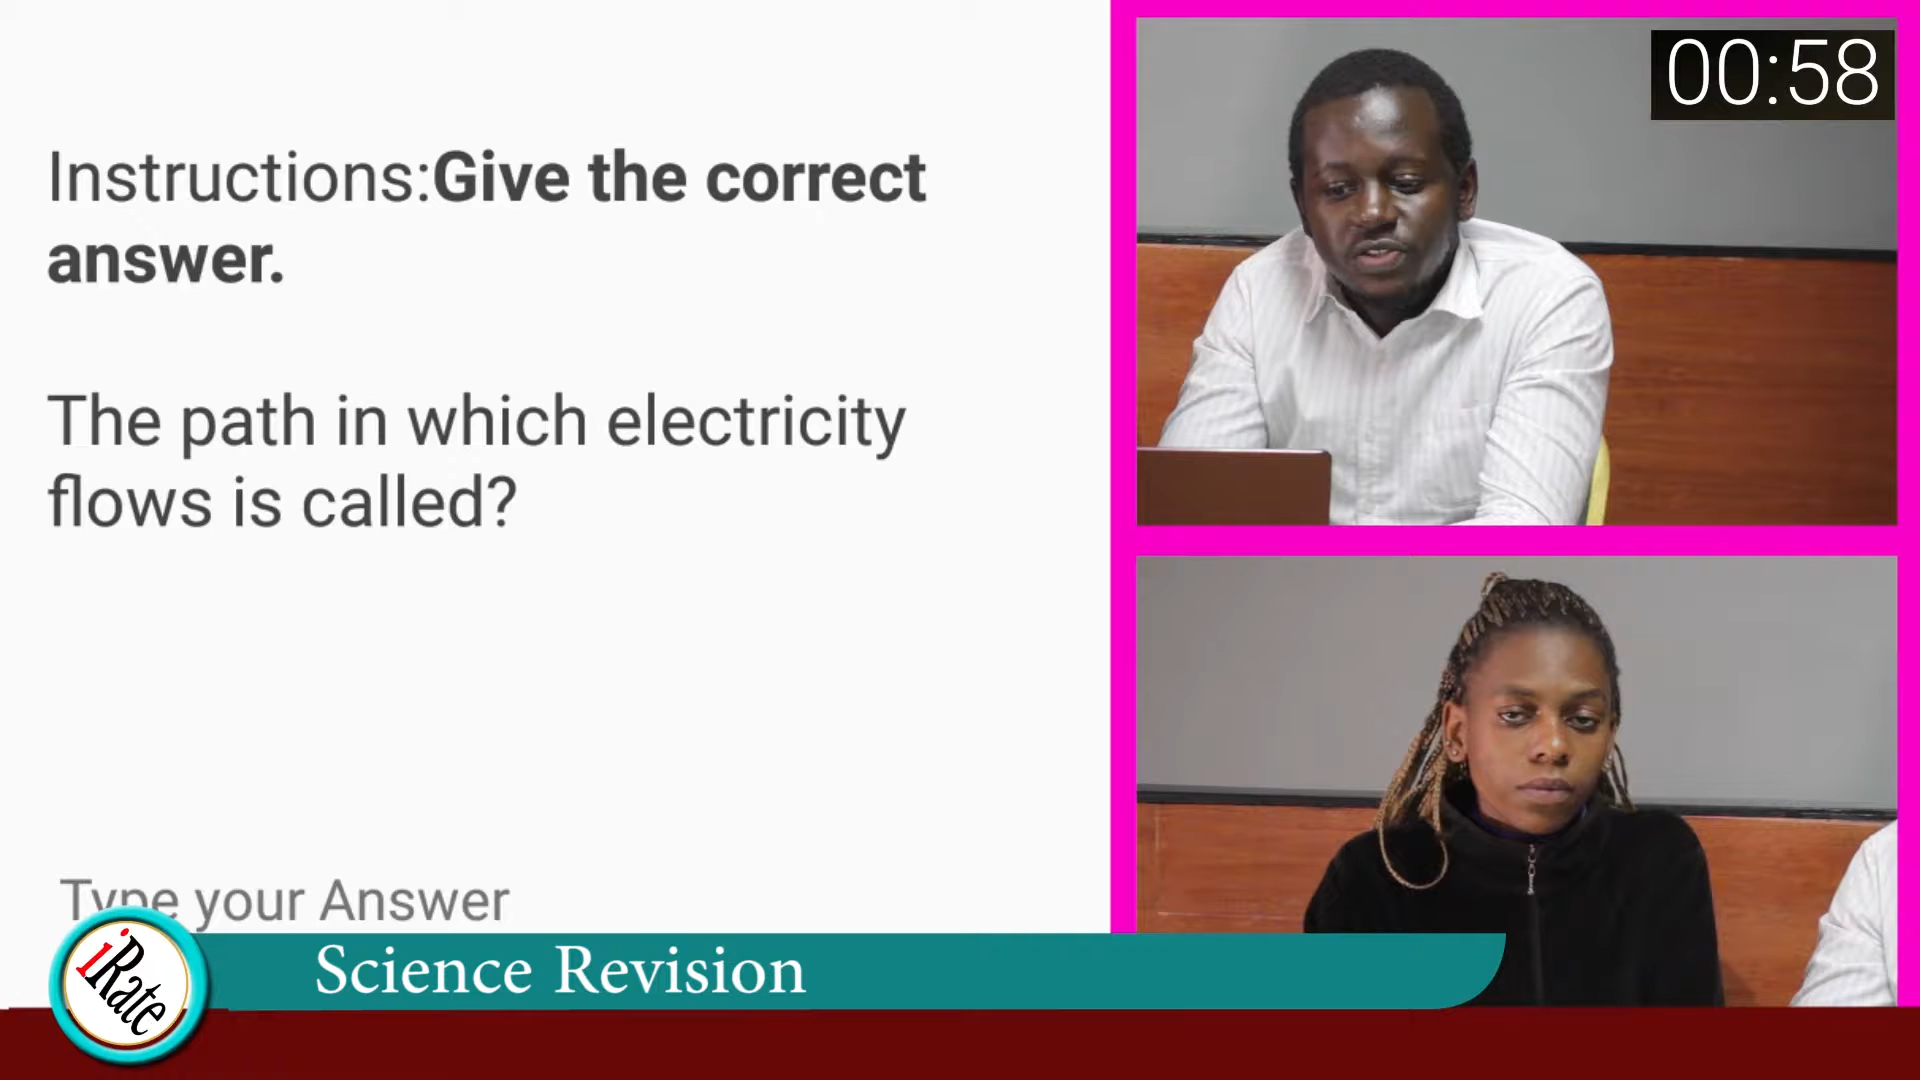 00:58
Instructions:Give the correct
answer.
The path in which electricity
flows is called?
Type your Answer
iRate
Science Revision